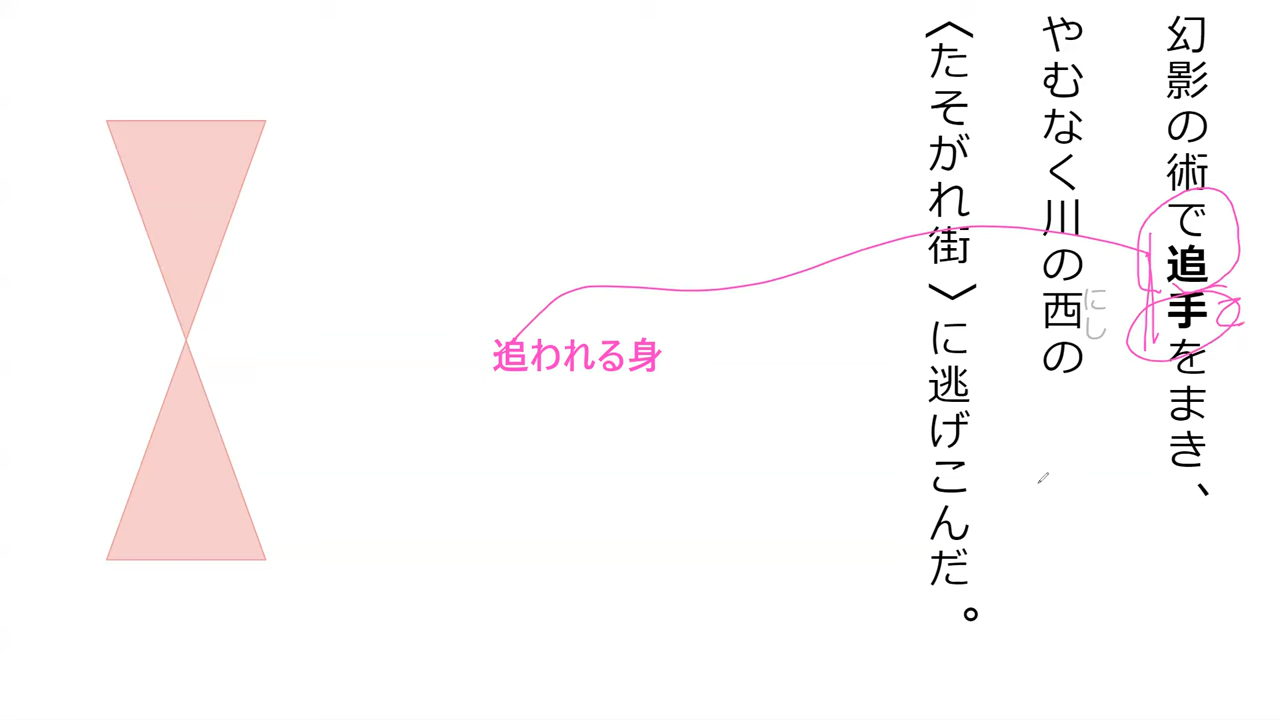 幻影の術で追手をまき、
やむなく川の西の
にし
〈たそがれ街〉に逃げこんだ。
追われる身